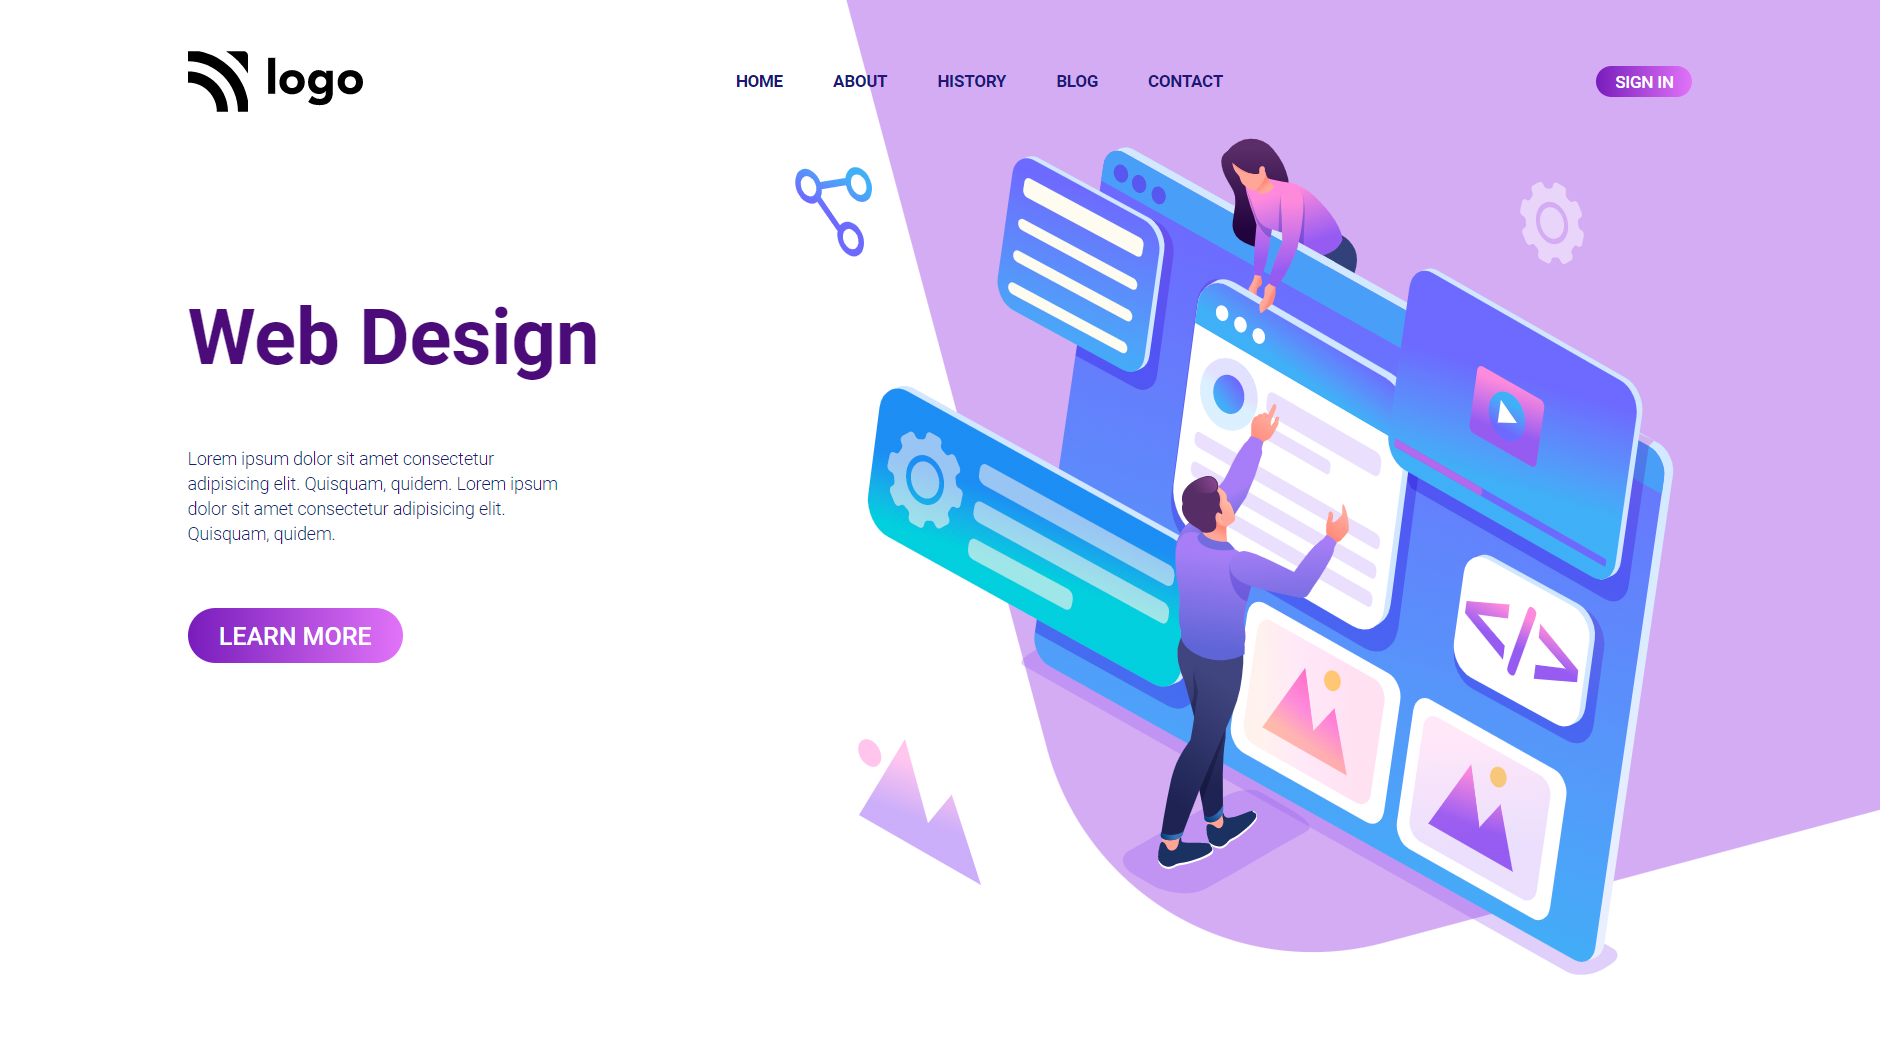 logo
HOME ABOUT HISTORY BLOG CONTACT
SIGN IN
Web Design
Lorem ipsum dolor sit amet consectetur
adipisicing elit. Quisquam, quidem. Lorem ipsum
dolor sit amet consectetur adipisicing elit.
Quisquam, quidem.
LEARN MORE
</>